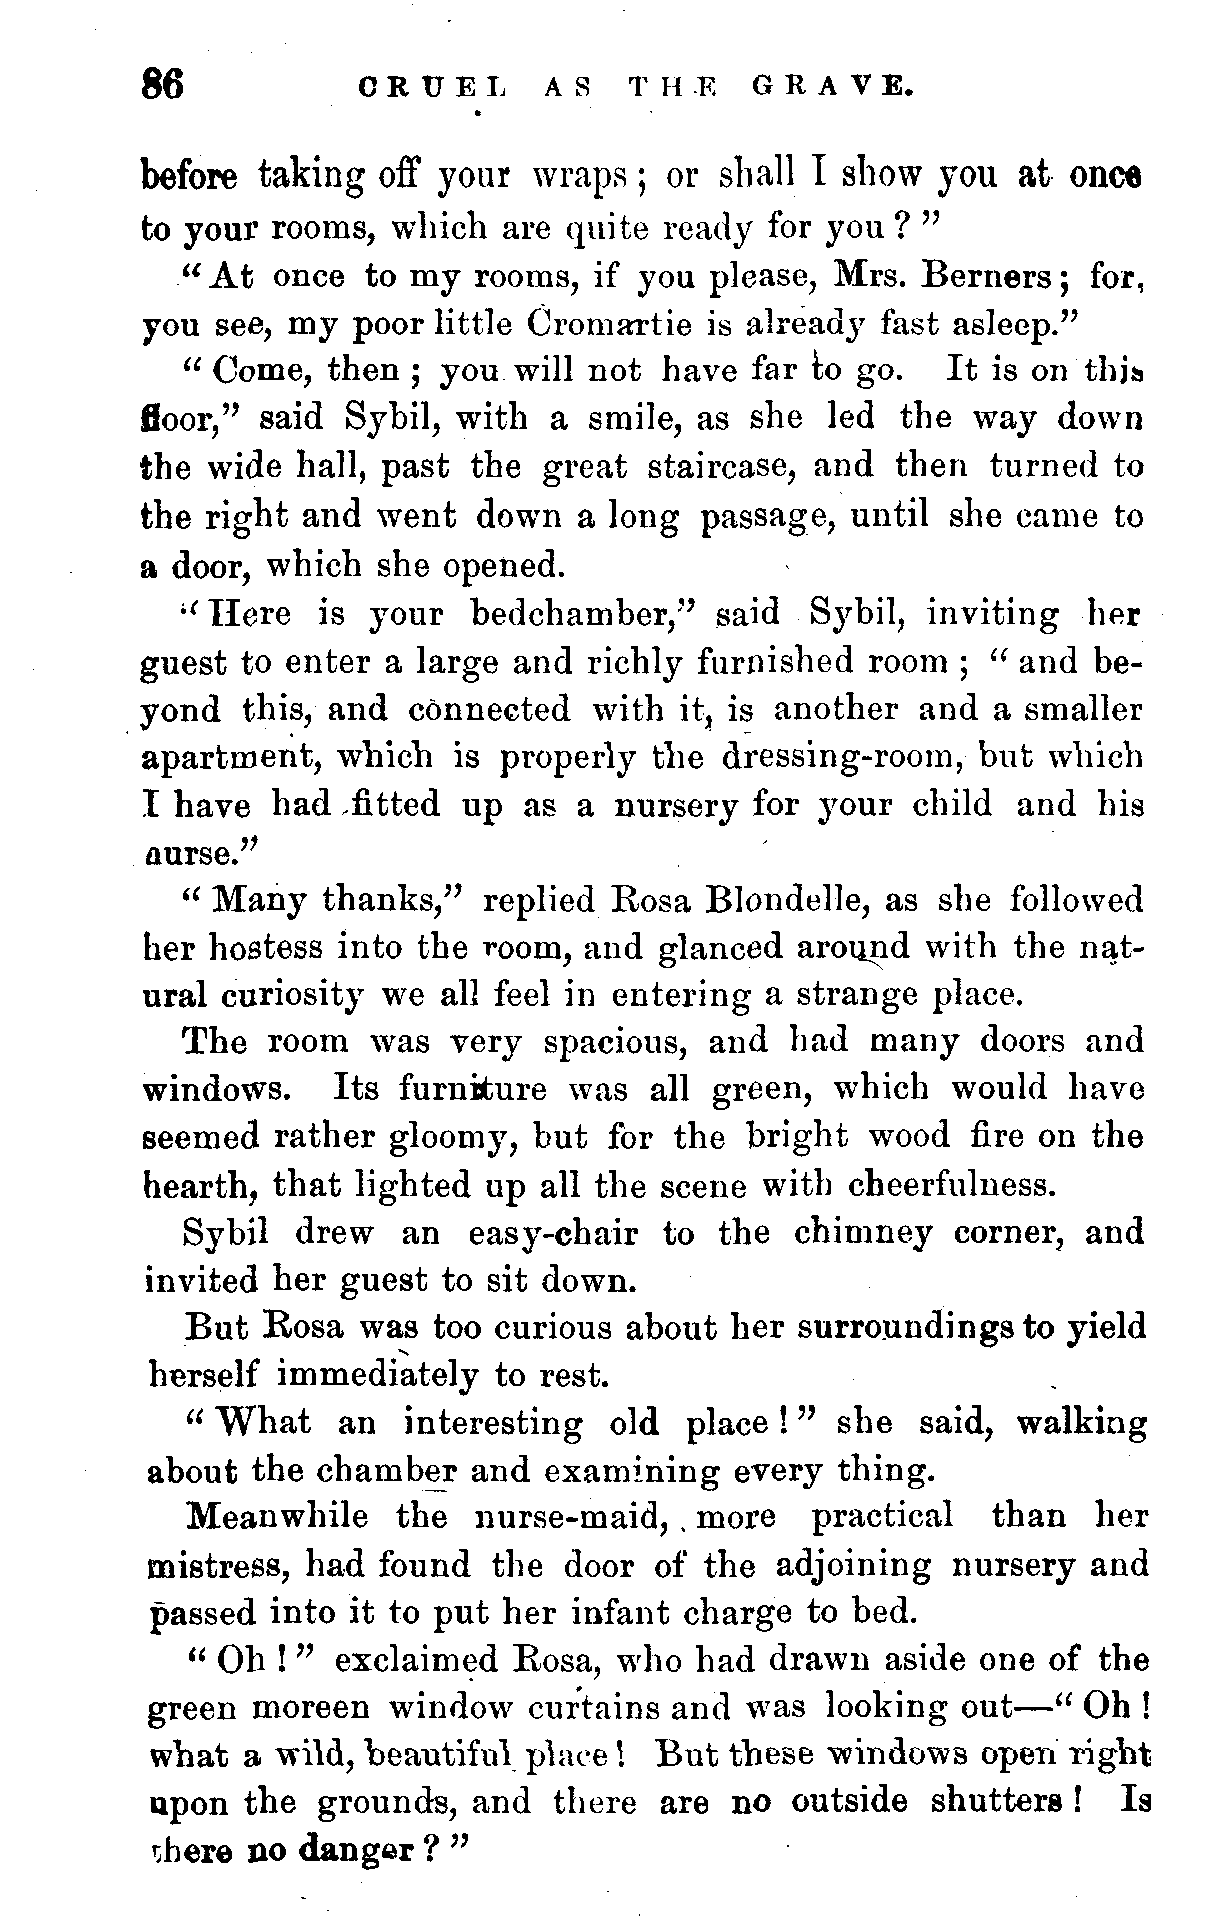 86 CRUEL AS THE GRAVE.
before taking off your wraps; or shall I show you at once
to your rooms, which are quite ready for you?"
"At once to my rooms, if you please, Mrs. Berners; for,
you see, my poor little Cromartie is already fast asleep."
"Come, then; you will not have far to go. It is on this
floor," said Sybil, with a smile, as she led the way down
the wide hall, past the great staircase, and then turned to
the right and went down a long passage, until she came to
a door, which she opened.
"Here is your bedchamber," said Sybil, inviting her
guest to enter a large and richly furnished room; "and be-
yond this, and connected with it, is another and a smaller
apartment, which is properly the dressing-room, but which
I have had fitted up as a nursery for your child and his
nurse."
"Many thanks," replied Rosa Blondelle, as she followed
her hostess into the room, and glanced around with the nat-
ural curiosity we all feel in entering a strange place.
The room was very spacious, and had many doors and
windows. Its furniture was all green, which would have
seemed rather gloomy, but for the bright wood fire on the
hearth, that lighted up all the scene with cheerfulness.
Sybil drew an easy-chair to the chimney corner, and
invited her guest to sit down.
But Rosa was too curious about her surroundings to yield
herself immediately to rest.
"What an interesting old place!" she said, walking
about the chamber and examining every thing.
Meanwhile the nurse-maid, more practical than her
mistress, had found the door of the adjoining nursery and
passed into it to put her infant charge to bed.
"Oh!" exclaimed Rosa, who had drawn aside one of the
green moreen window curtains and was looking out—"Oh!
what a wild, beautiful place! But these windows open right
upon the grounds, and there are no outside shutters! Is
there no danger?"